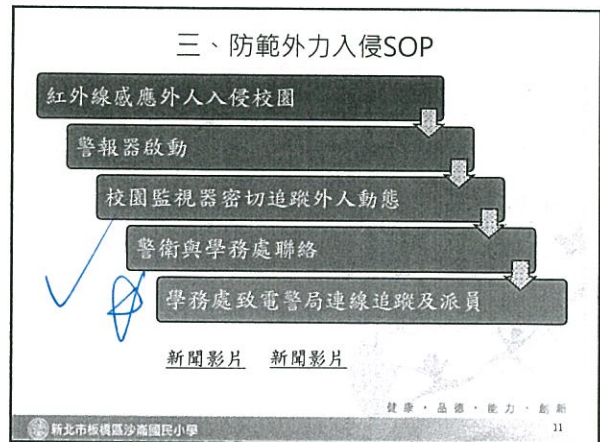 三、防範外力入侵SOP
紅外線感應外人入侵校園
警報器啟動
校園監視器密切追蹤外人動態
警衛與學務處聯絡
學務處致電警局連線追蹤及派員
新聞影片 新聞影片
健康・品德・能力・創新
新北市板橋區沙崙國民小學 11